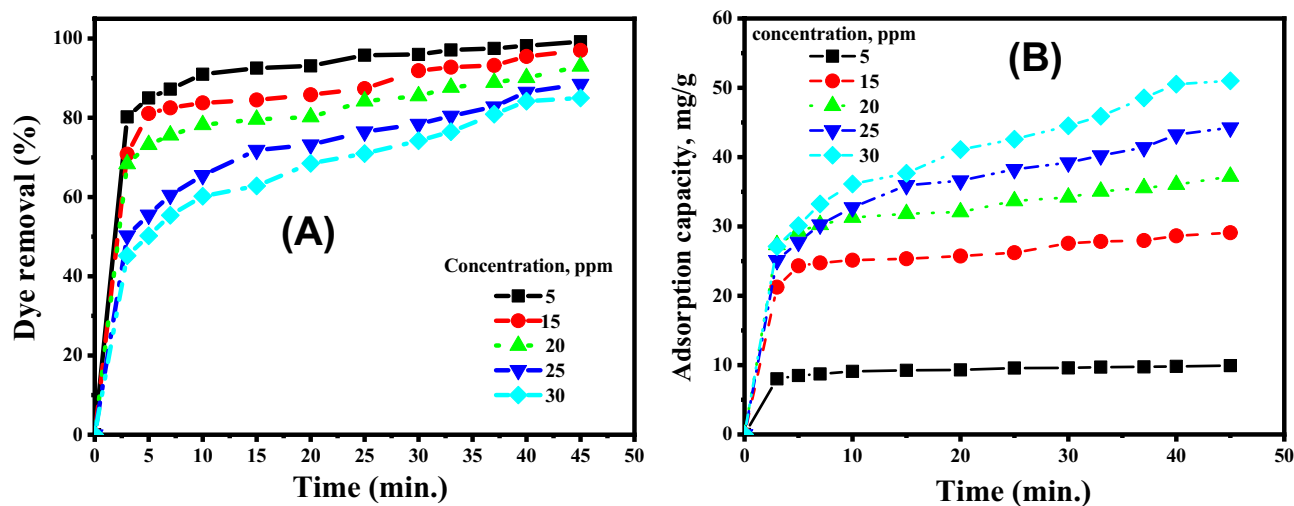 Dye removal (%)
100
80
60
40
20
0
(A)
Concentration, ppm
5
15
20
25
30
0 5 10 15 20 25 30 35 40 45 50
Time (min.)
Adsorption capacity, mg/g
60
50
40
30
20
10
0
concentration, ppm
5
15
20
25
30
(B)
0 10 20 30 40 50
Time (min.)